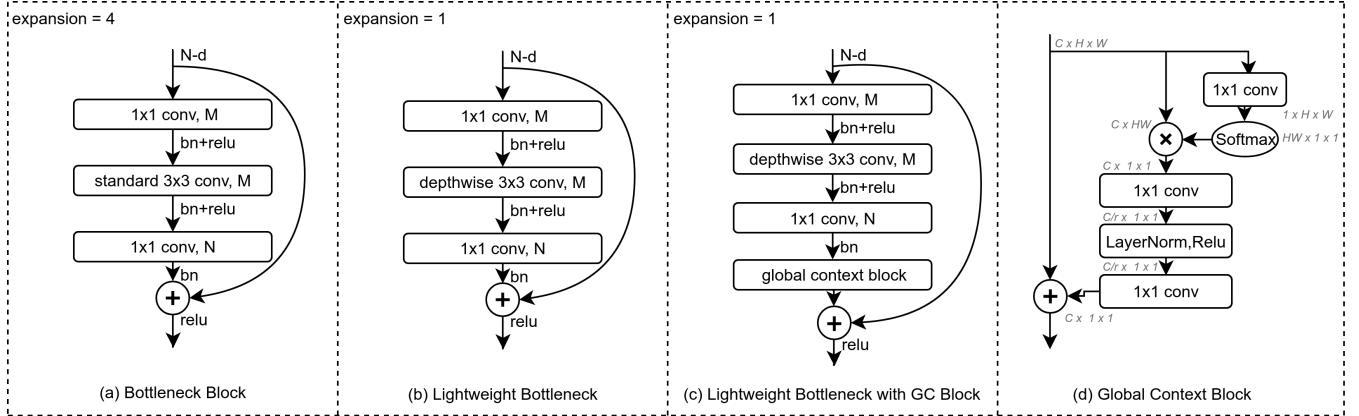 expansion = 4
N-d
1x1 conv, M
bn+relu
standard 3x3 conv, M
bn+relu
1x1 conv, N
bn
+
relu
(a) Bottleneck Block
expansion = 1
N-d
1x1 conv, M
bn+relu
depthwise 3x3 conv, M
bn+relu
1x1 conv, N
bn
+
relu
(b) Lightweight Bottleneck
expansion = 1
N-d
1x1 conv, M
bn+relu
depthwise 3x3 conv, M
bn+relu
1x1 conv, N
bn
global context block
+
relu
(c) Lightweight Bottleneck with GC Block
C x H x W
1x1 conv
1 x H x W
C x HW
×
Softmax
HW x 1 x 1
C x 1 x 1
1x1 conv
C/r x 1 x 1
LayerNorm,Relu
C/r x 1 x 1
1x1 conv
+
C x 1 x 1
(d) Global Context Block